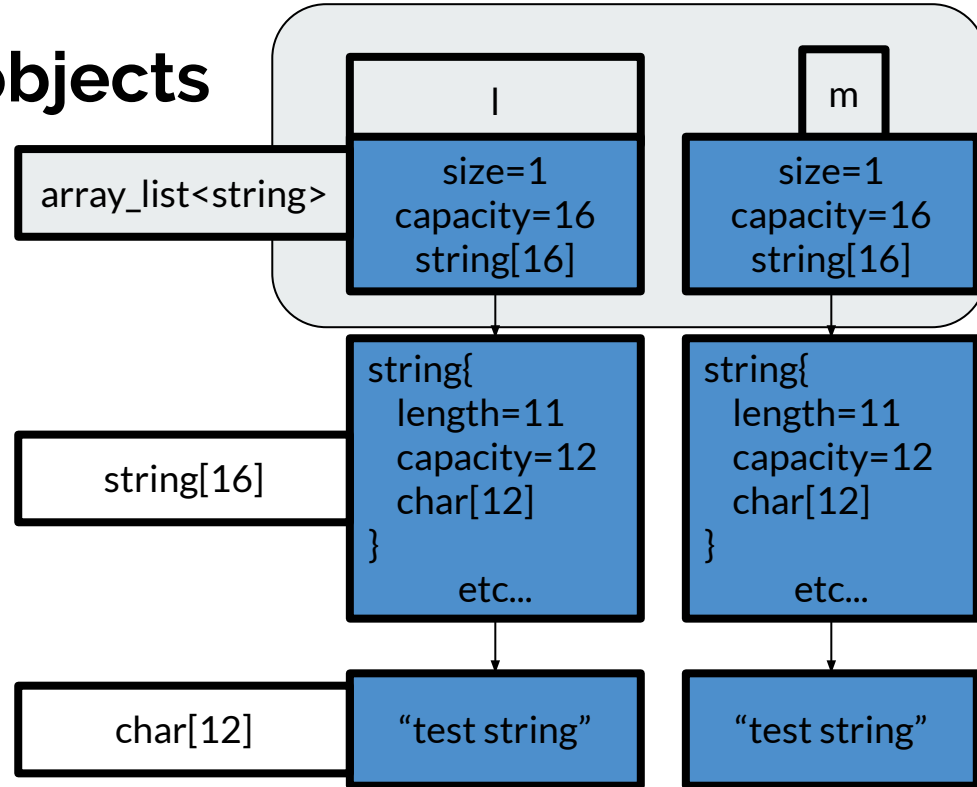 objects
l
m
array_list<string>
size=1
capacity=16
string[16]
size=1
capacity=16
string[16]
string[16]
string{
length=11
capacity=12
char[12]
}
etc...
string{
length=11
capacity=12
char[12]
}
etc...
char[12]
“test string”
“test string”